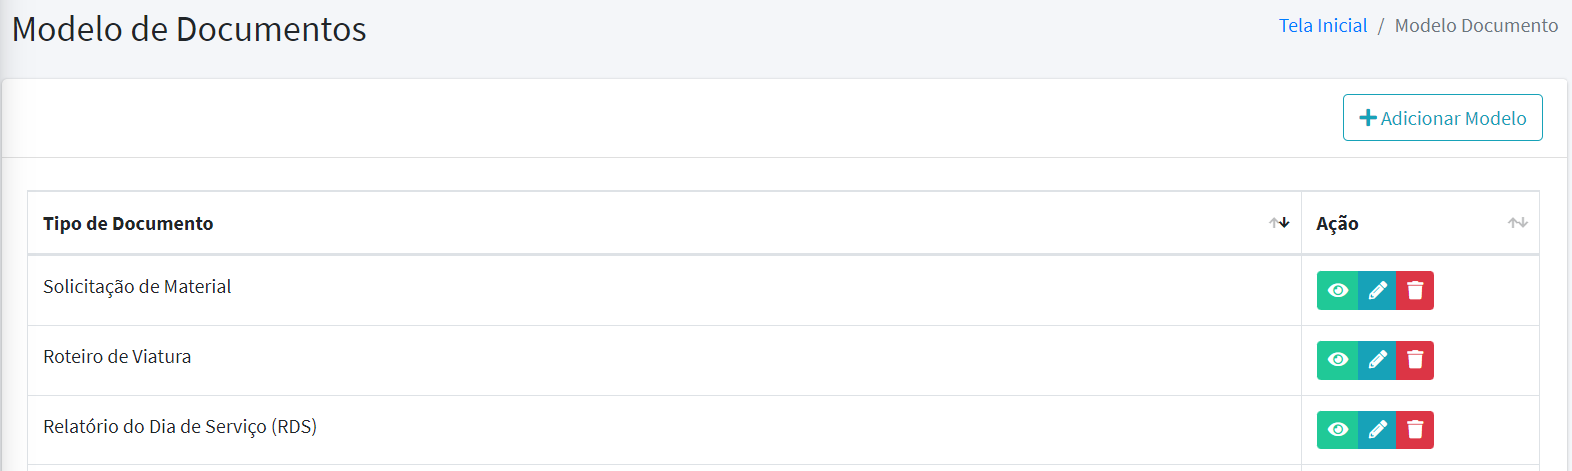 Modelo de Documentos
Tela Inicial / Modelo Documento
Adicionar Modelo
Tipo de Documento
Ação
Solicitação de Material
Roteiro de Viatura
Relatório do Dia de Serviço (RDS)